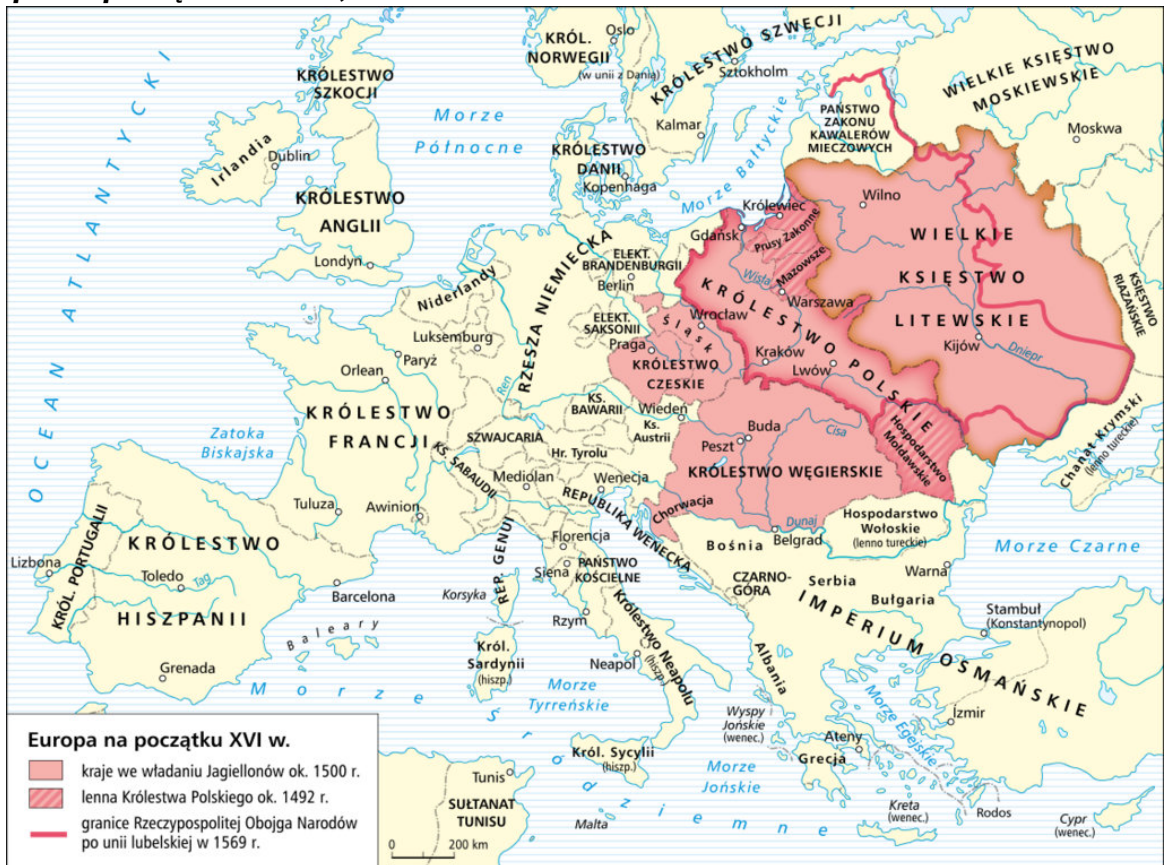 KRÓL.
NORWEGII
(w unii z Danią)
Oslo
KRÓLESTWO SZWECJI
Sztokholm
KRÓLESTWO
SZKOCJI
WIELKIE KSIĘSTWO
MOSKIEWSKIE
Moskwa
PAŃSTWO
ZAKONU
KAWALERÓW
MIECZOWYCH
OCEAN ATLANTYCKI
Morze
Północne
Kalmar
Irlandia
Dublin
KRÓLESTWO
DANII
Kopenhaga
Morze Bałtyckie
KRÓLESTWO
ANGLII
Londyn
Królewiec
Gdańsk
Prusy Zakonne
Mazowsze
Wilno
WIELKIE
KSIĘSTWO
LITEWSKIE
KSIĘSTWO
RIAZAŃSKIE
Kijów
Dniepr
Niderlandy
RZESZA NIEMIECKA
ELEKT.
BRANDENBURGII
Berlin
ELEKT.
SAKSONII
Wisła
Warszawa
KRÓLESTWO POLSKIE
Wrocław
Śląsk
Luksemburg
Praga
KRÓLESTWO
CZESKIE
Kraków
Lwów
Paryż
Orlean
Ren
KRÓLESTWO
FRANCJI
KS.
BAWARII
Wiedeń
Ks.
Austrii
Buda
Peszt
Cisa
Hospodarstwo
Mołdawskie
Chanat Krymski
(lenno tureckie)
Zatoka
Biskajska
SZWAJCARIA
Hr. Tyrolu
KS. SABAUDII
Mediolan
Wenecja
KRÓLESTWO WĘGIERSKIE
Chorwacja
REPUBLIKA WENECKA
Tuluza
Awinion
REP. GENUI
Florencja
Siena
PAŃSTWO
KOŚCIELNE
Bośnia
Dunaj
Belgrad
Hospodarstwo
Wołoskie
(lenno tureckie)
Morze Czarne
KRÓL. PORTUGALII
Lizbona
KRÓLESTWO
HISZPANII
Toledo
Tag
Barcelona
Baleary
Grenada
Korsyka
Rzym
Król.
Sardynii
(hiszp.)
Królestwo Neapolu
(hiszp.)
Neapol
CZARNO-
GÓRA
Serbia
Bułgaria
Warna
IMPERIUM OSMAŃSKIE
Stambuł
(Konstantynopol)
Albania
Morze Śródziemne
Morze
Tyrreńskie
Wyspy
Jońskie
(wenec.)
Morze Egejskie
İzmir
Ateny
Grecja
Król. Sycylii
(hiszp.)
Morze
Jońskie
Tunis
SUŁTANAT
TUNISU
Malta
Kreta
(wenec.)
Rodos
Cypr
(wenec.)
Europa na początku XVI w.
kraje we władaniu Jagiellonów ok. 1500 r.
lenna Królestwa Polskiego ok. 1492 r.
granice Rzeczypospolitej Obojga Narodów
po unii lubelskiej w 1569 r.
0 200 km